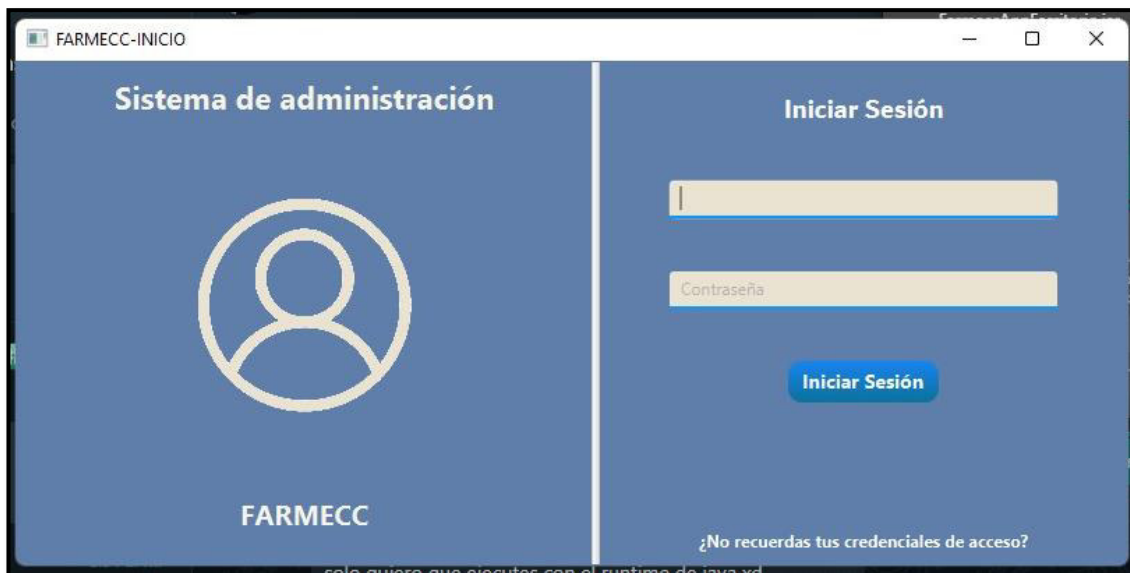 FARMECC-INICIO
Sistema de administración
FARMECC
Iniciar Sesión
Contraseña
Iniciar Sesión
¿No recuerdas tus credenciales de acceso?
solo quiero que ejecutes con el runtime de java xd